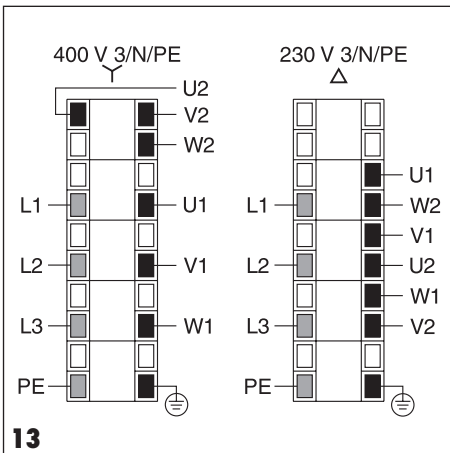 400 V 3/N/PE
U2
V2
W2
L1
U1
L2
V1
L3
W1
PE
230 V 3/N/PE
U1
L1
W2
V1
L2
U2
W1
L3
V2
PE
13